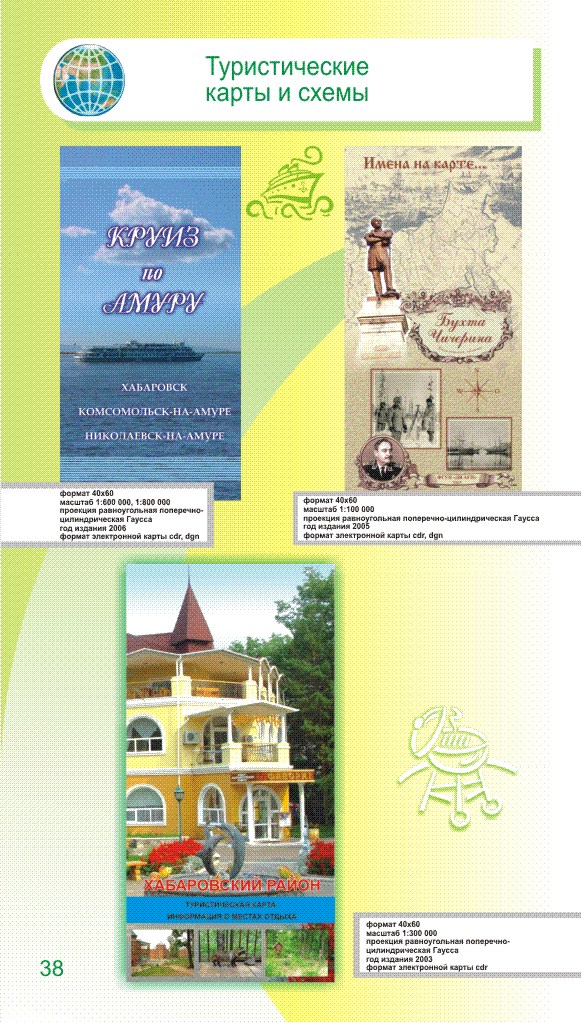 Туристические
карты и схемы
КРУИЗ
по
АМУРУ
ХАБАРОВСК
КОМСОМОЛЬСК-НА-АМУРЕ
НИКОЛАЕВСК-НА-АМУРЕ
формат 40х60
масштаб 1:600 000, 1:800 000
проекция равноугольная поперечно-
цилиндрическая Гаусса
год издания 2006
формат электронной карты cdr, dgn
Имена на карте...
Бухта
Чичерина
формат 40х60
масштаб 1:100 000
проекция равноугольная поперечно-цилиндрическая Гаусса
год издания 2005
формат электронной карты cdr, dgn
ФАВОРИТ
ХАБАРОВСКИЙ РАЙОН
ТУРИСТИЧЕСКАЯ КАРТА
ИНФОРМАЦИЯ О МЕСТАХ ОТДЫХА
формат 40х60
масштаб 1:300 000
проекция равноугольная поперечно-
цилиндрическая Гаусса
год издания 2003
формат электронной карты cdr
38